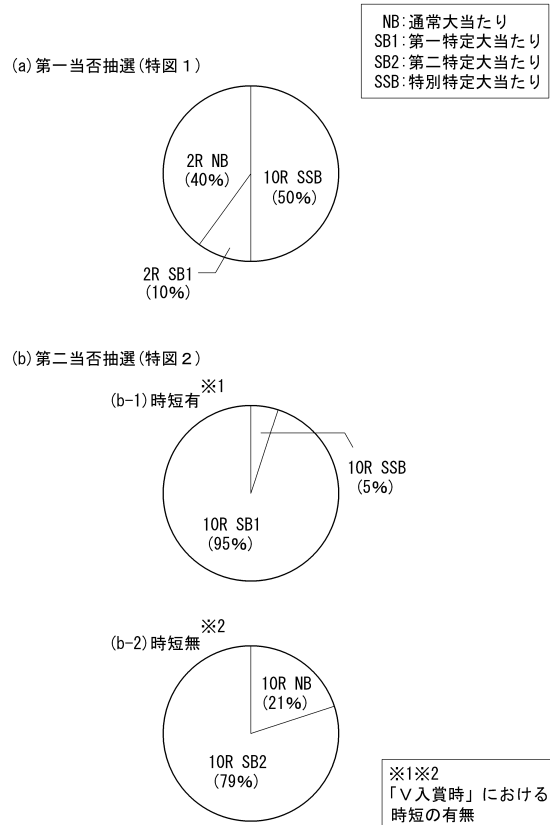 NB:通常大当たり
SB1:第一特定大当たり
SB2:第二特定大当たり
SSB:特別特定大当たり
(a)第一当否抽選(特図1)
2R NB
(40%)
10R SSB
(50%)
2R SB1
(10%)
(b)第二当否抽選(特図2)
(b-1)時短有※1
10R SSB
(5%)
10R SB1
(95%)
(b-2)時短無※2
10R NB
(21%)
10R SB2
(79%)
※1※2
「V入賞時」における
時短の有無